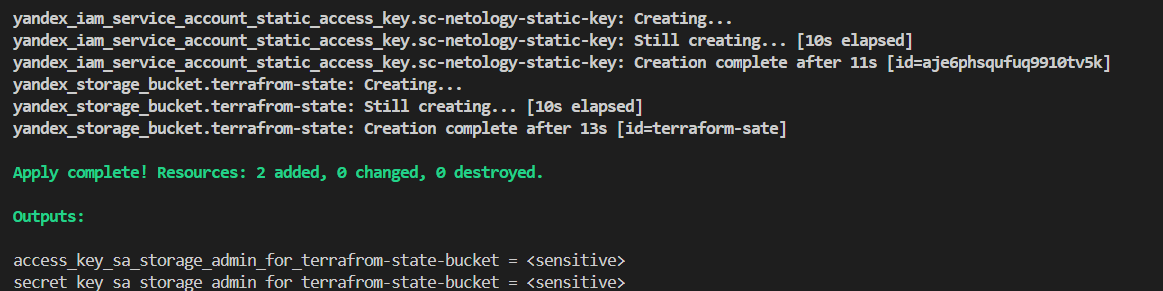 yandex_iam_service_account_static_access_key.sc-netology-static-key: Creating...
yandex_iam_service_account_static_access_key.sc-netology-static-key: Still creating... [10s elapsed]
yandex_iam_service_account_static_access_key.sc-netology-static-key: Creation complete after 11s [id=aje6phsqufuq9910tv5k]
yandex_storage_bucket.terrafrom-state: Creating...
yandex_storage_bucket.terrafrom-state: Still creating... [10s elapsed]
yandex_storage_bucket.terrafrom-state: Creation complete after 13s [id=terraform-sate]
Apply complete! Resources: 2 added, 0 changed, 0 destroyed.
Outputs:
access_key_sa_storage_admin_for_terrafrom-state-bucket = <sensitive>
secret_key_sa_storage_admin_for_terrafrom-state-bucket = <sensitive>